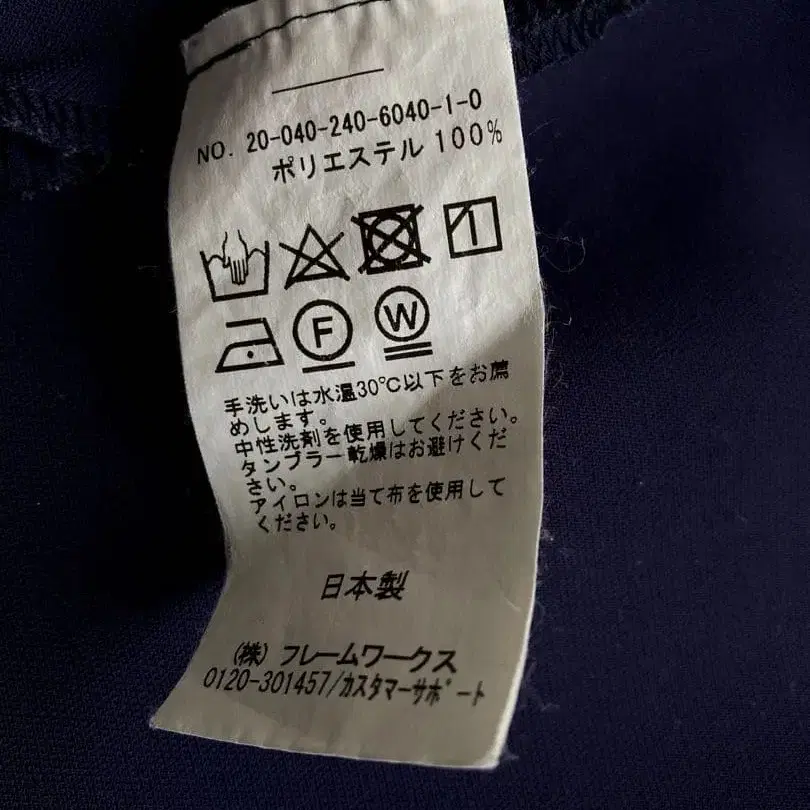 NO. 20-040-240-6040-1-0
ポリエステル 100%
F W
手洗いは水温30℃以下をお薦
めします。
中性洗剤を使用してください。
タンブラー乾燥はお避けくだ
さい。
アイロンは当て布を使用して
ください。
日本製
(株) フレームワークス
0120-301457/カスタマーサポート